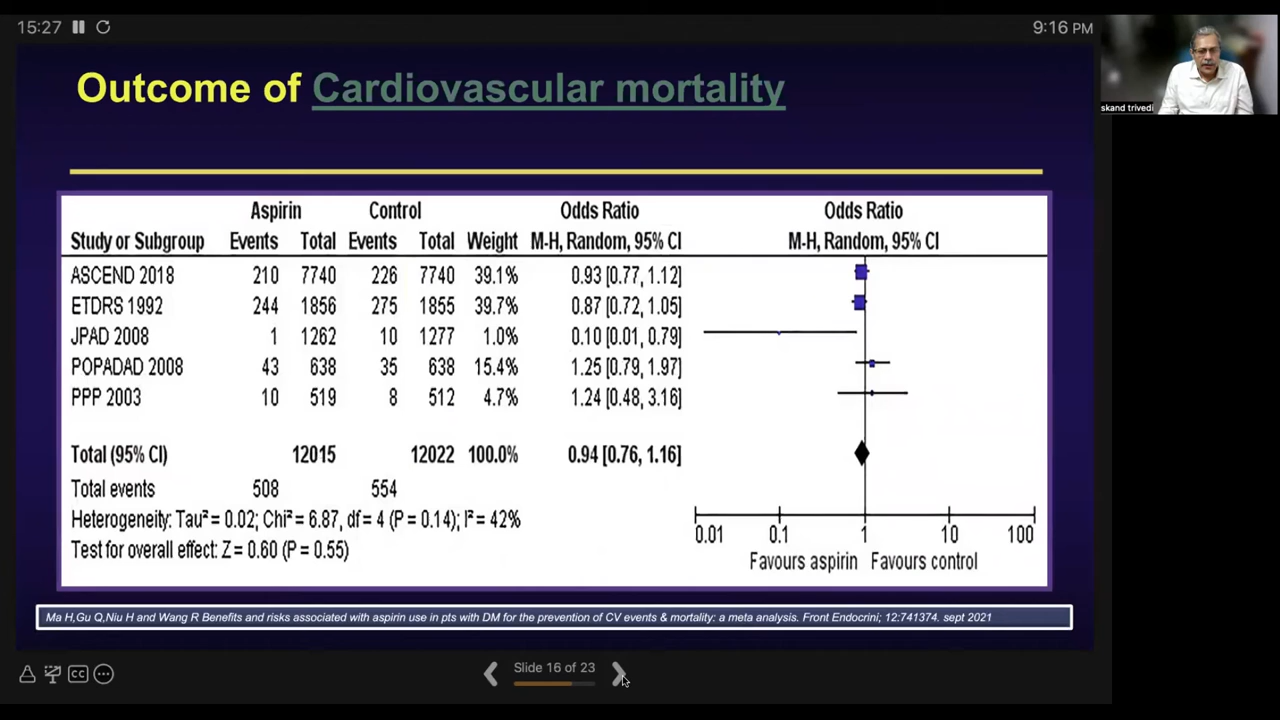 15:27
9:16 PM
Outcome of Cardiovascular mortality
skand trivedi
Aspirin Control Odds Ratio Odds Ratio
Study or Subgroup Events Total Events Total Weight M-H, Random, 95% CI M-H, Random, 95% CI
ASCEND 2018 210 7740 226 7740 39.1% 0.93 [0.77, 1.12]
ETDRS 1992 244 1856 275 1855 39.7% 0.87 [0.72, 1.05]
JPAD 2008 1 1262 10 1277 1.0% 0.10 [0.01, 0.79]
POPADAD 2008 43 638 35 638 15.4% 1.25 [0.79, 1.97]
PPP 2003 10 519 8 512 4.7% 1.24 [0.48, 3.16]
Total (95% CI) 12015 12022 100.0% 0.94 [0.76, 1.16]
Total events 508 554
Heterogeneity: Tau² = 0.02; Chi² = 6.87, df = 4 (P = 0.14); I² = 42%
Test for overall effect: Z = 0.60 (P = 0.55)
0.01 0.1 1 10 100
Favours aspirin Favours control
Ma H,Gu Q,Niu H and Wang R Benefits and risks associated with aspirin use in pts with DM for the prevention of CV events & mortality: a meta analysis. Front Endocrini; 12:741374. sept 2021
CC
Slide 16 of 23